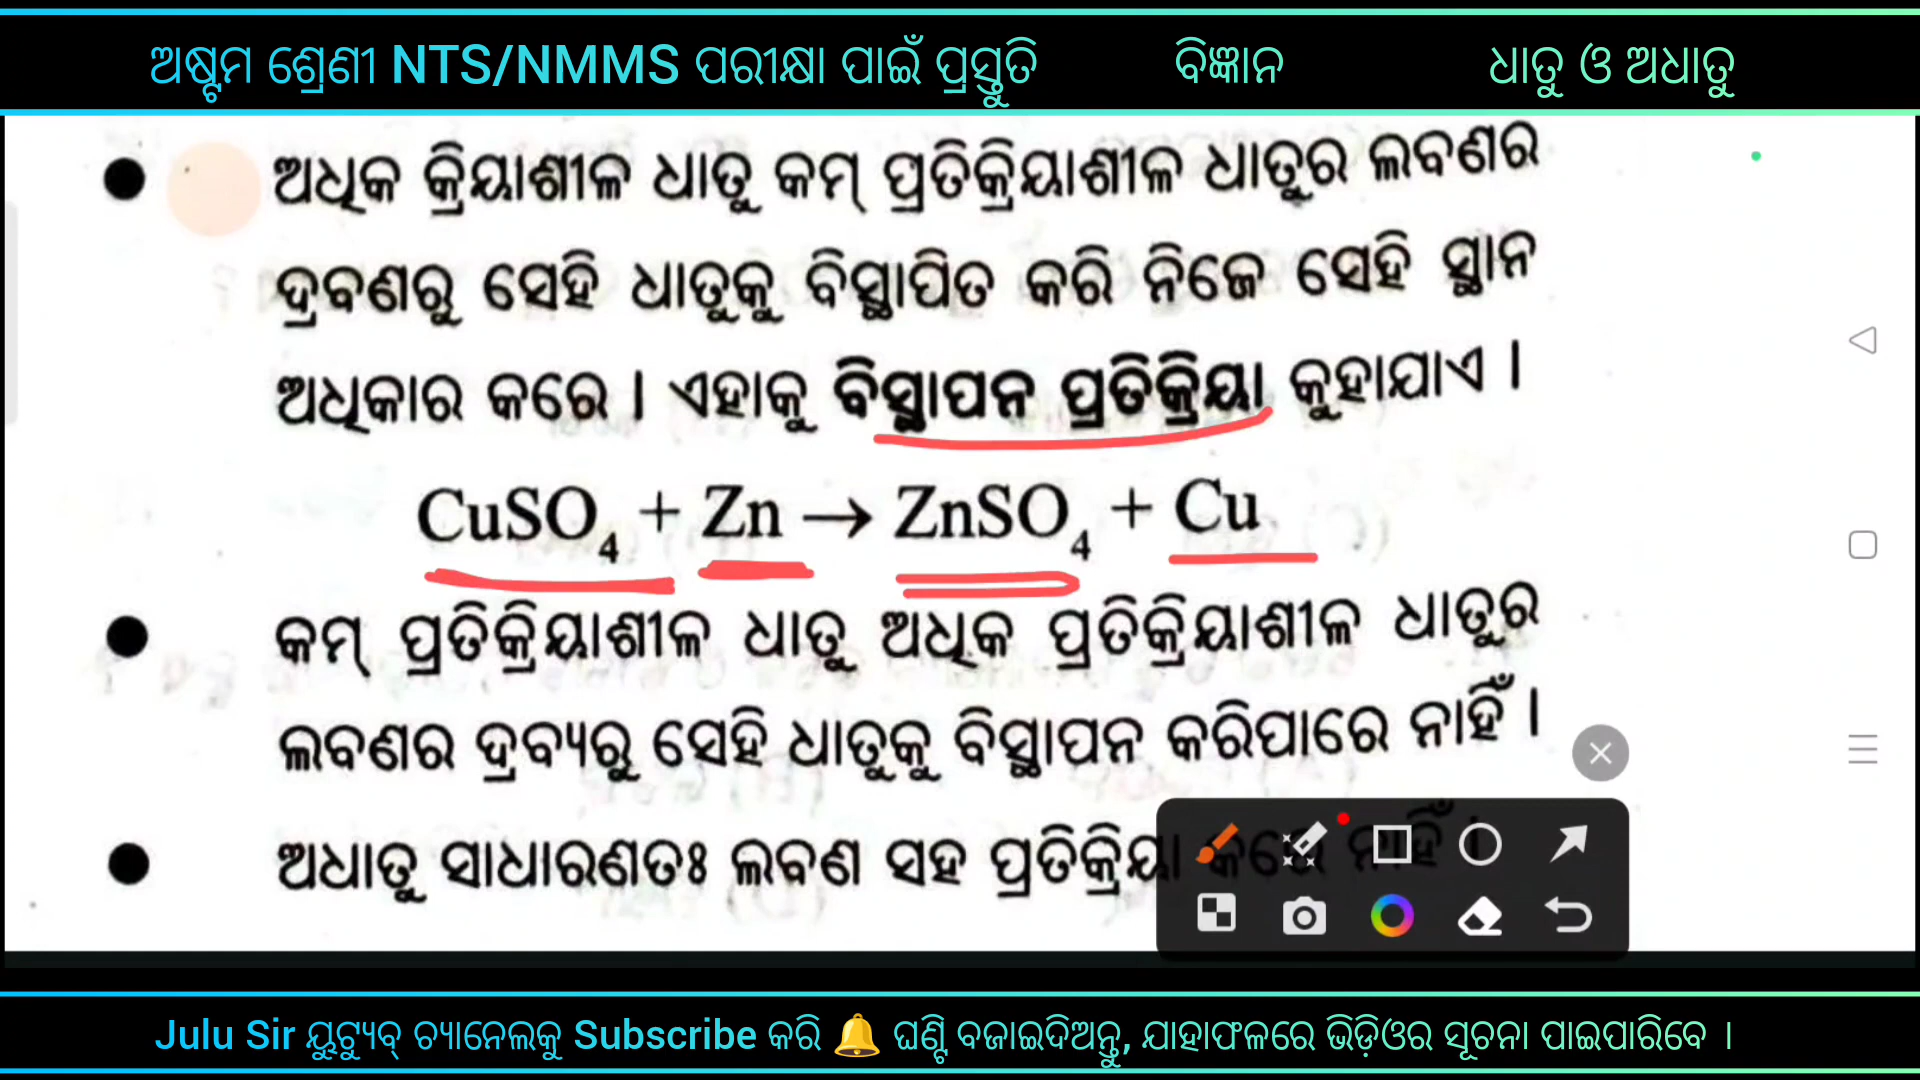 ଅଷ୍ଟମ ଶ୍ରେଣୀ NTS/NMMS ପରୀକ୍ଷା ପାଇଁ ପ୍ରସ୍ତୁତି ବିଜ୍ଞାନ ଧାତୁ ଓ ଅଧାତୁ
● ଅଧିକ କ୍ରିୟାଶୀଳ ଧାତୁ କମ୍ ପ୍ରତିକ୍ରିୟାଶୀଳ ଧାତୁର ଲବଣର
ଦ୍ରବଣରୁ ସେହି ଧାତୁକୁ ବିସ୍ଥାପିତ କରି ନିଜେ ସେହି ସ୍ଥାନ
ଅଧିକାର କରେ । ଏହାକୁ ବିସ୍ଥାପନ ପ୍ରତିକ୍ରିୟା କୁହାଯାଏ ।
CuSO₄ + Zn → ZnSO₄ + Cu
● କମ୍ ପ୍ରତିକ୍ରିୟାଶୀଳ ଧାତୁ ଅଧିକ ପ୍ରତିକ୍ରିୟାଶୀଳ ଧାତୁର
ଲବଣର ଦ୍ରବ୍ୟରୁ ସେହି ଧାତୁକୁ ବିସ୍ଥାପନ କରିପାରେ ନାହିଁ ।
● ଅଧାତୁ ସାଧାରଣତଃ ଲବଣ ସହ ପ୍ରତିକ୍ରିୟା କରେ ନାହିଁ ।
Julu Sir ୟୁଟ୍ୟୁବ୍ ଚ୍ୟାନେଲକୁ Subscribe କରି 🔔 ଘଣ୍ଟି ବଜାଇଦିଅନ୍ତୁ, ଯାହାଫଳରେ ଭିଡ଼ିଓର ସୂଚନା ପାଇପାରିବେ ।